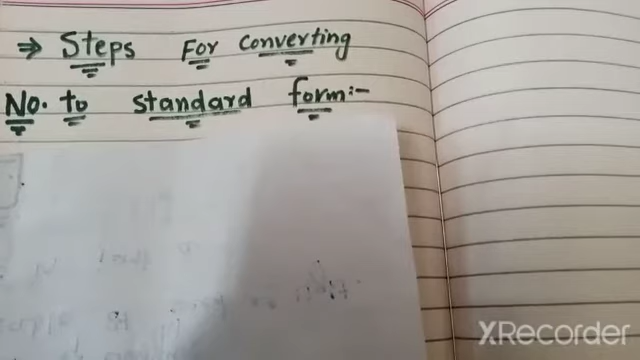 ⇒ Steps For converting
No. to standard form:-
XRecorder